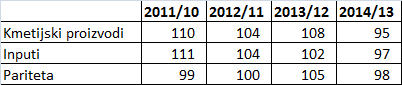 2011/10 2012/11 2013/12 2014/13
Kmetijski proizvodi 110 104 108 95
Inputi 111 104 102 97
Pariteta 99 100 105 98